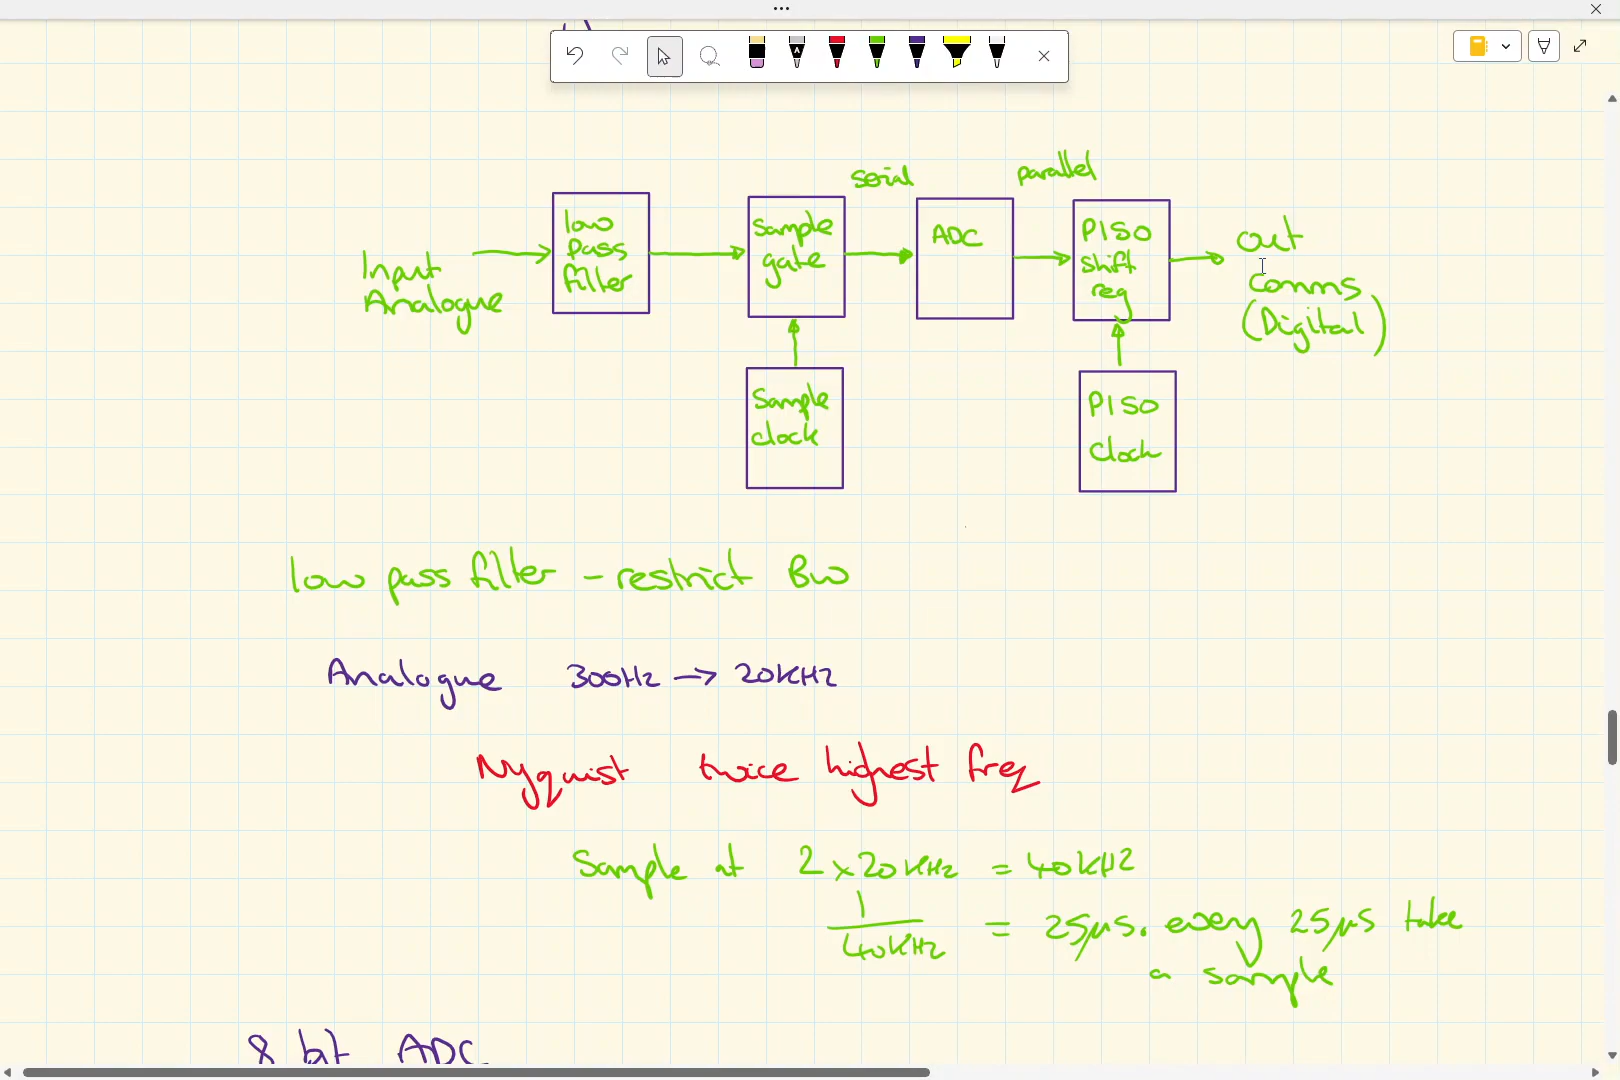 serial
parallel
Input
Analogue
low
pass
filter
Sample
gate
ADC
PISO
shift
reg
out
Comms
(Digital)
Sample
clock
PISO
Clock
low pass filter - restrict BW
Analogue 300Hz → 20KHz
Nyquist twice highest freq
Sample at 2 x 20KHz = 40KHz
1
40KHz
= 25µs. every 25µs take
a sample
8 bit ADC